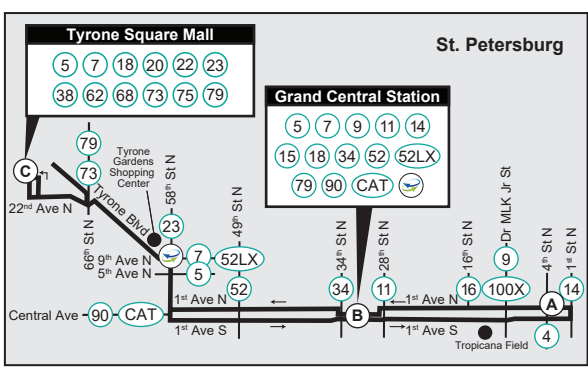 Tyrone Square Mall
5 7 18 20 22 23
38 62 68 73 75 79
St. Petersburg
Grand Central Station
5 7 9 11 14
15 18 34 52 52LX
79 90 CAT
79
73
Tyrone
Gardens
Shopping
Center
C
22nd Ave N
66th St N
Tyrone Blvd
58th St N
23
49th St N
9th Ave N
7
52LX
5th Ave N
5
52
34th St N
34
28th St N
11
16th St N
16
Dr MLK Jr St
9
100X
4th St N
A
4
1st St N
14
1st Ave N
←
1st Ave N
←
Central Ave
90
CAT
B
1st Ave S
→
1st Ave S
→
Tropicana Field